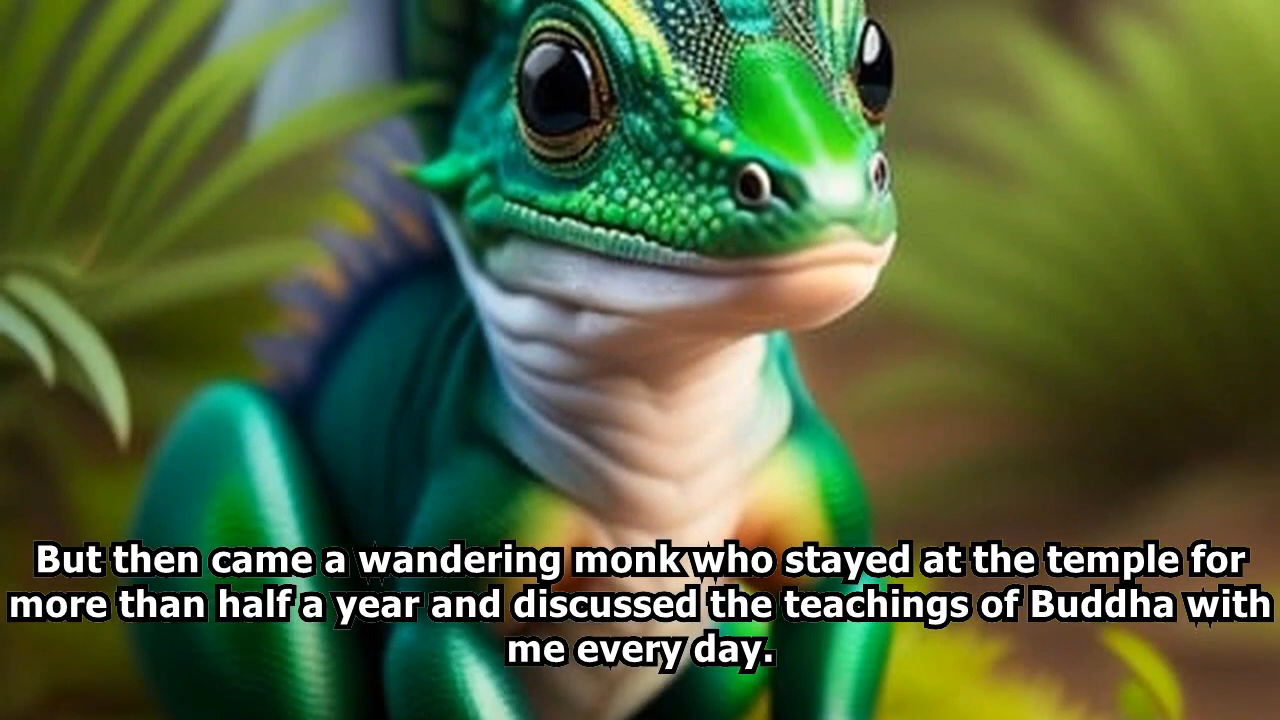 But then came a wandering monk who stayed at the temple for
more than half a year and discussed the teachings of Buddha with
me every day.